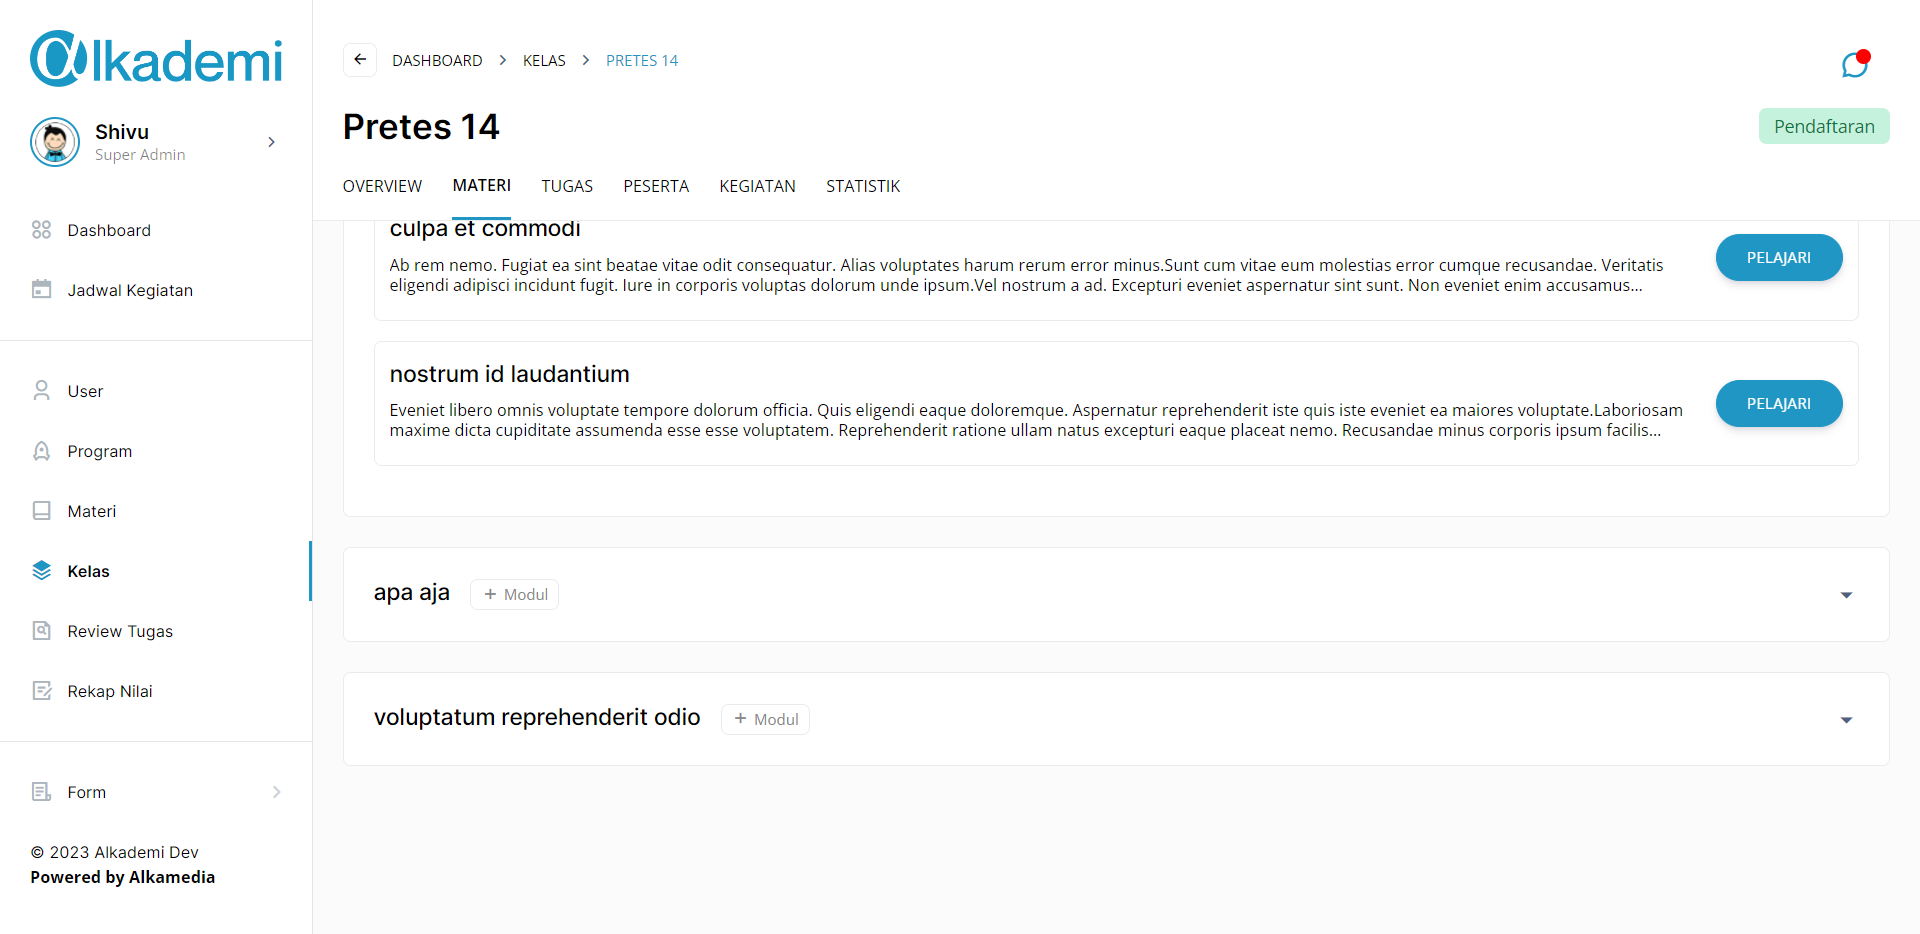 @lkademi
Shivu
Super Admin
Dashboard
Jadwal Kegiatan
User
Program
Materi
Kelas
Review Tugas
Rekap Nilai
Form
© 2023 Alkademi Dev
Powered by Alkamedia
DASHBOARD > KELAS > PRETES 14
Pretes 14
Pendaftaran
OVERVIEW MATERI TUGAS PESERTA KEGIATAN STATISTIK
culpa et commodi
Ab rem nemo. Fugiat ea sint beatae vitae odit consequatur. Alias voluptates harum rerum error minus.Sunt cum vitae eum molestias error cumque recusandae. Veritatis
eligendi adipisci incidunt fugit. Iure in corporis voluptas dolorum unde ipsum.Vel nostrum a ad. Excepturi eveniet aspernatur sint sunt. Non eveniet enim accusamus...
PELAJARI
nostrum id laudantium
Eveniet libero omnis voluptate tempore dolorum officia. Quis eligendi eaque doloremque. Aspernatur reprehenderit iste quis iste eveniet ea maiores voluptate.Laboriosam
maxime dicta cupiditate assumenda esse esse voluptatem. Reprehenderit ratione ullam natus excepturi eaque placeat nemo. Recusandae minus corporis ipsum facilis...
PELAJARI
apa aja + Modul
voluptatum reprehenderit odio + Modul